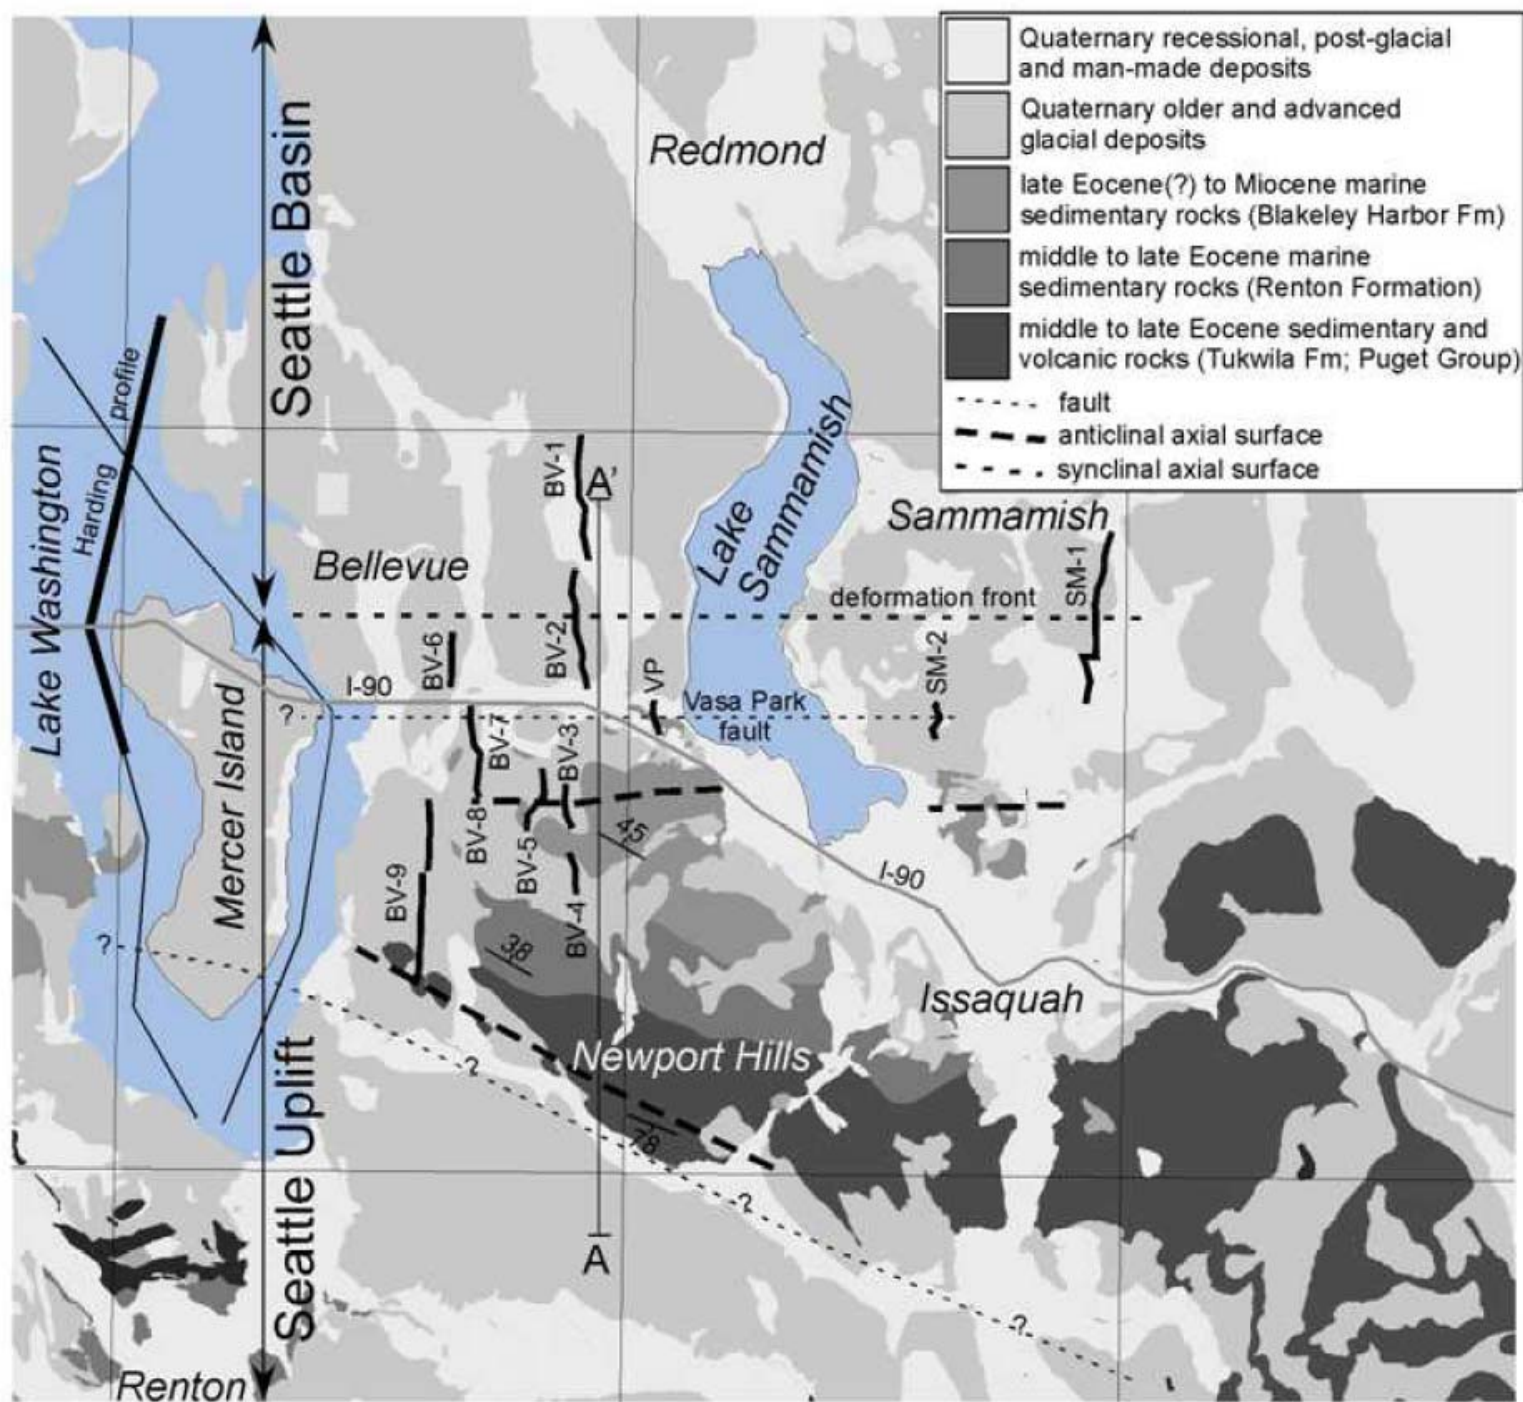 Quaternary recessional, post-glacial
and man-made deposits
Quaternary older and advanced
glacial deposits
late Eocene(?) to Miocene marine
sedimentary rocks (Blakeley Harbor Fm)
middle to late Eocene marine
sedimentary rocks (Renton Formation)
middle to late Eocene sedimentary and
volcanic rocks (Tukwila Fm; Puget Group)
fault
anticlinal axial surface
synclinal axial surface
Seattle Basin
Redmond
Harding profile
Lake Washington
BV-1
A'
Lake
Sammamish
Sammamish
Bellevue
SM-1
deformation front
BV-6
BV-2
VP
SM-2
I-90
Vasa Park
fault
?
Mercer Island
BV-7
BV-3
BV-8
BV-5
45
I-90
BV-9
BV-4
?
38
Issaquah
Newport Hills
?
78
Seattle Uplift
?
A
?
Renton